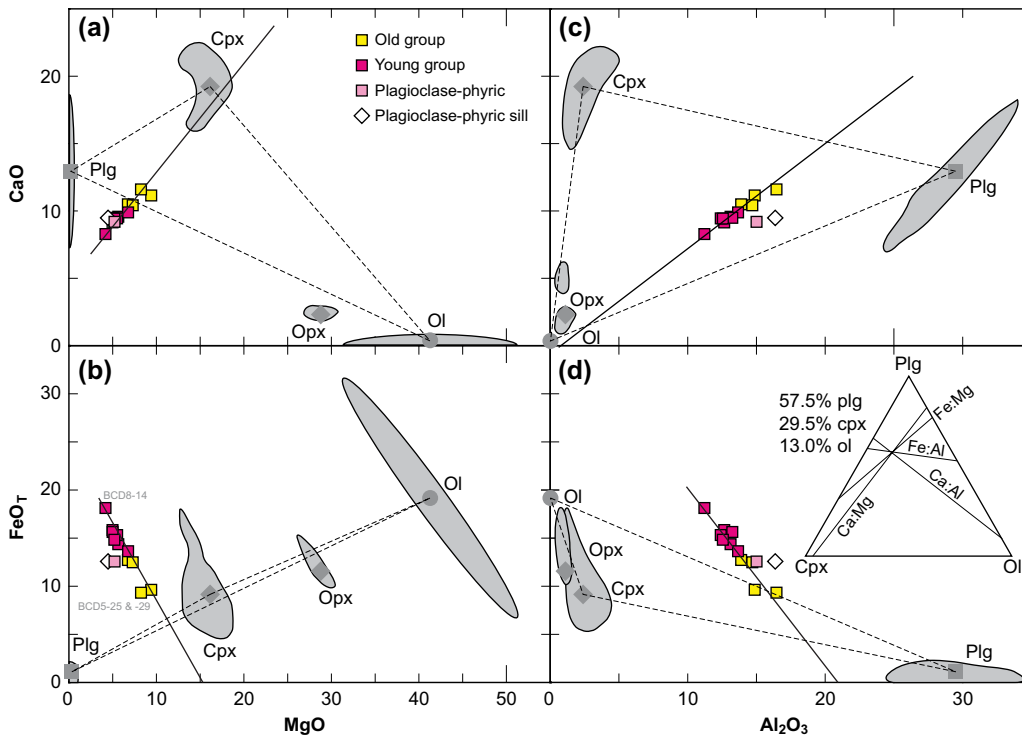 (a)
Cpx
Old group
Young group
Plagioclase-phyric
Plagioclase-phyric sill
Plg
Opx
Ol
CaO
20
10
0
(c)
Cpx
Plg
Opx
Ol
(b)
BCD8-14
BCD5-25 & -29
Plg
Cpx
Opx
Ol
FeO_T
30
20
10
0
0 10 20 30 40 50
MgO
(d)
Plg
57.5% plg
29.5% cpx
13.0% ol
Fe:Mg
Fe:Al
Ca:Al
Ca:Mg
Cpx
Ol
Ol
Opx
Cpx
Plg
10 20 30
Al₂O₃